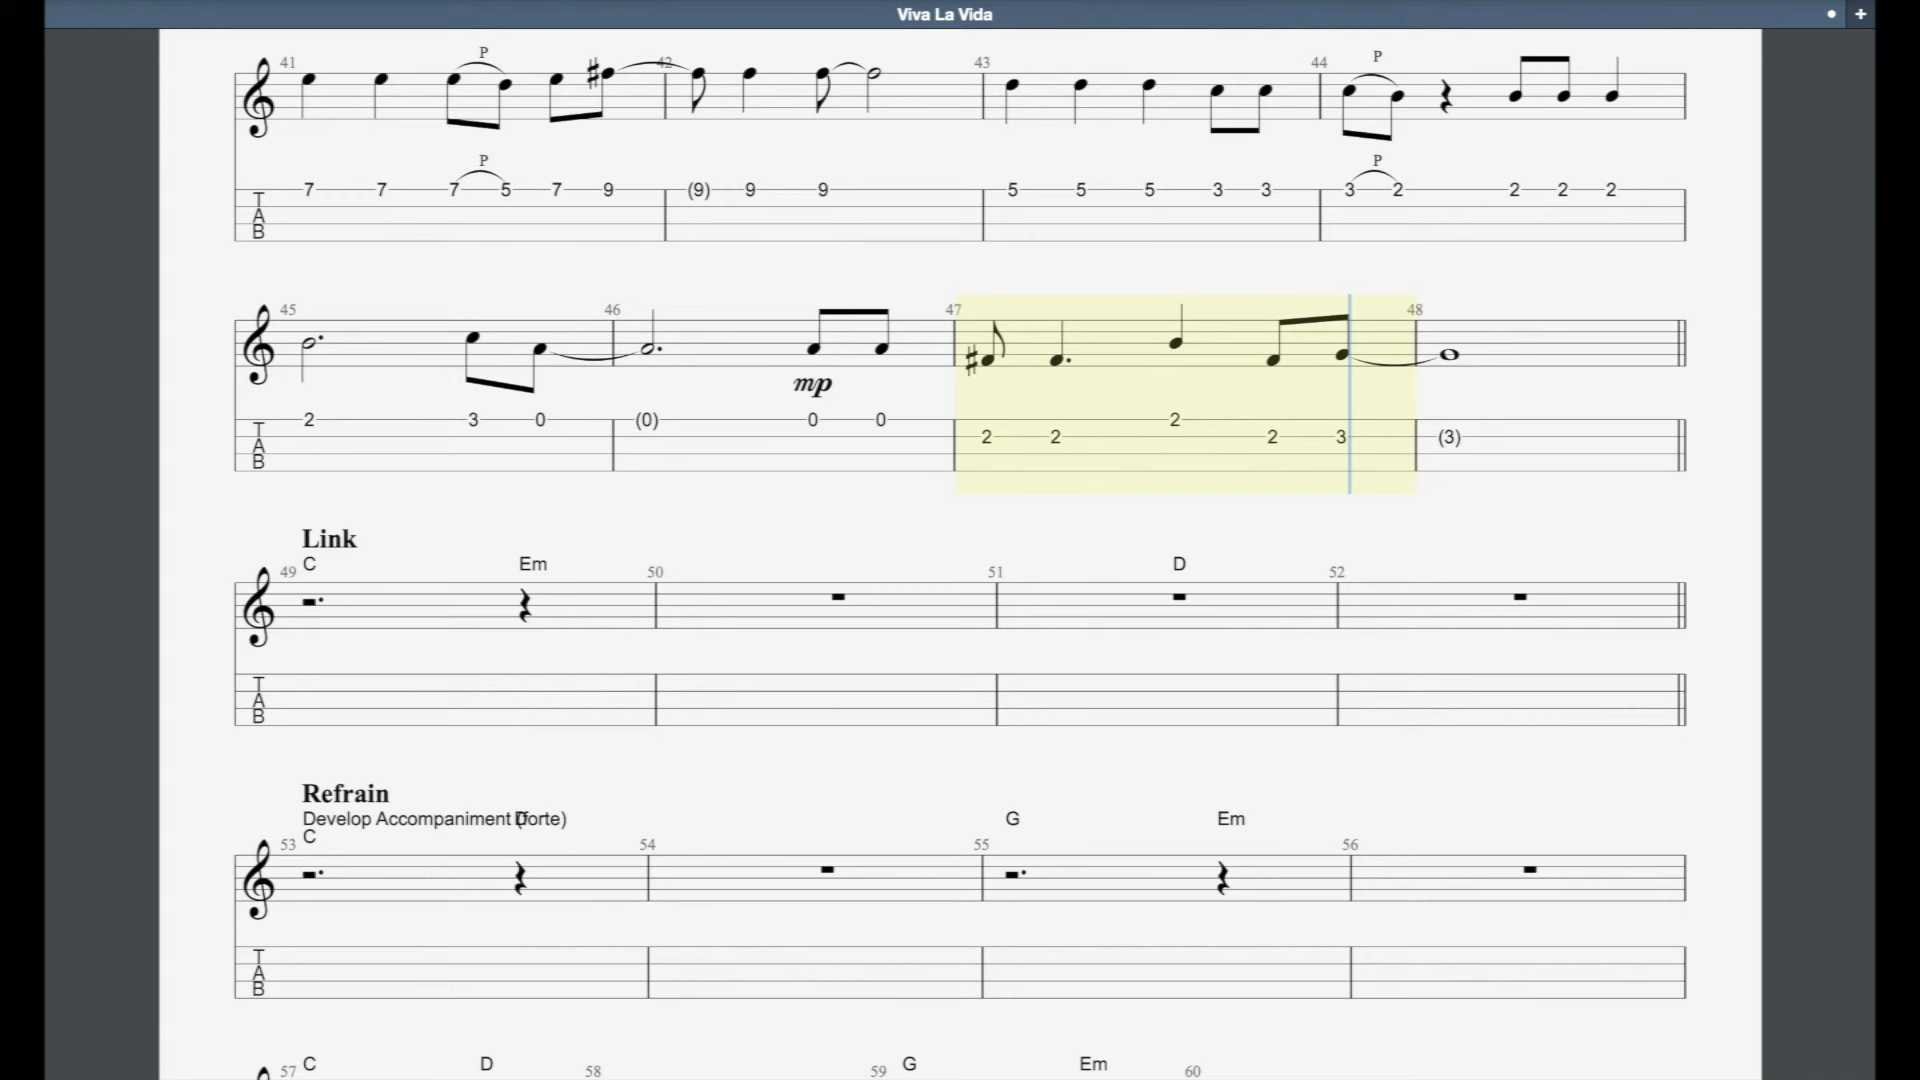 Viva La Vida
41 P 42 43 44 P
P
T A B 7 7 7 5 7 9 (9) 9 9 5 5 5 3 3 3 2 2 2 2
P
45 46 47 48
mp
T A B 2 3 0 (0) 0 0 2 2 2 2 3 (3)
Link
49 C Em 50 51 D 52
T A B
Refrain
Develop Accompaniment (forte) D G Em
C
53 54 55 56
T A B
57 C D 58 59 G Em 60